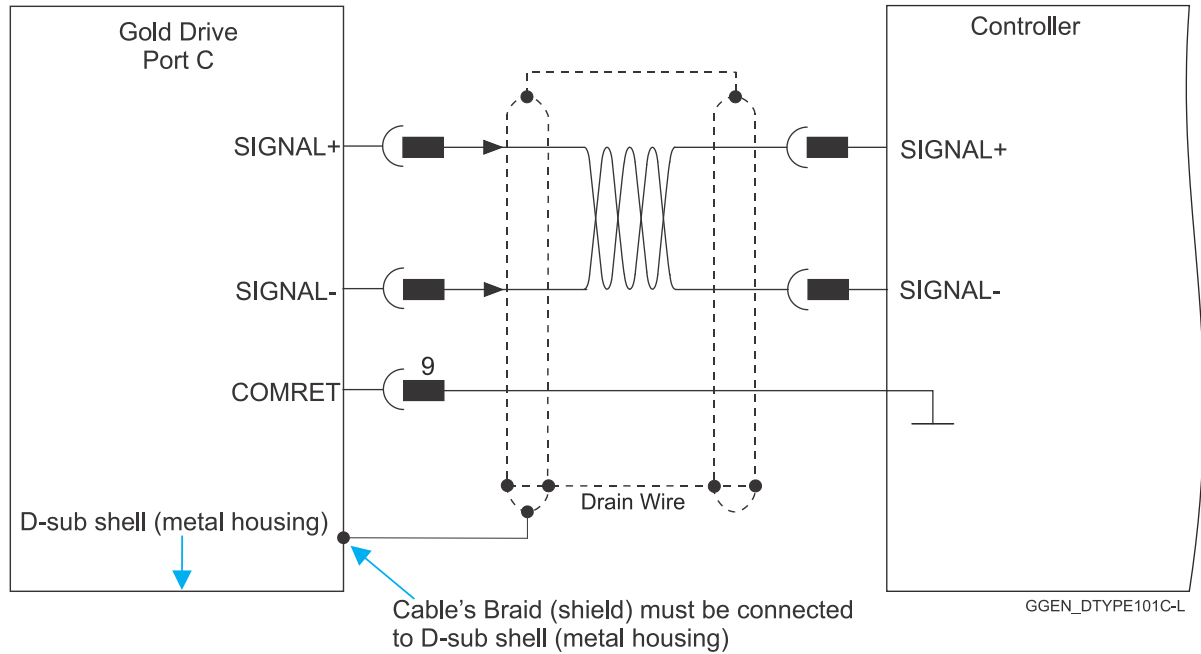 Gold Drive
Port C
Controller
SIGNAL+
SIGNAL+
SIGNAL-
SIGNAL-
9
COMRET
Drain Wire
D-sub shell (metal housing)
Cable's Braid (shield) must be connected
to D-sub shell (metal housing)
GGEN_DTYPE101C-L